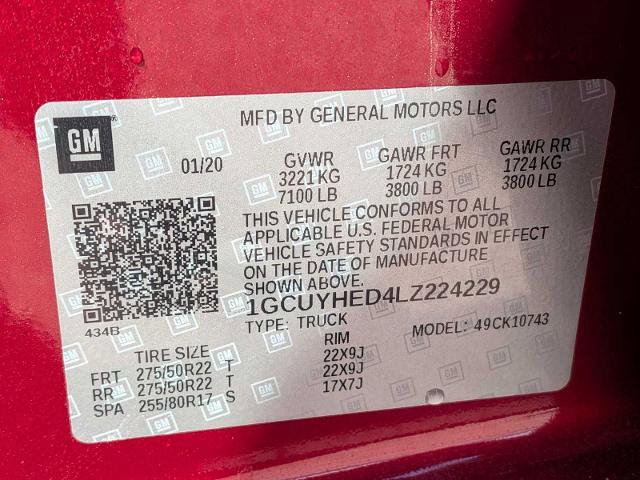 MFD BY GENERAL MOTORS LLC
GM
01/20
GVWR GAWR FRT GAWR RR
3221 KG 1724 KG 1724 KG
7100 LB 3800 LB 3800 LB
THIS VEHICLE CONFORMS TO ALL
APPLICABLE U.S. FEDERAL MOTOR
VEHICLE SAFETY STANDARDS IN EFFECT
ON THE DATE OF MANUFACTURE
SHOWN ABOVE.
1GCUYHED4LZ224229
434B
TYPE: TRUCK MODEL: 49CK10743
TIRE SIZE RIM
FRT 275/50R22 T 22X9J
RR 275/50R22 T 22X9J
SPA 255/80R17 S 17X7J